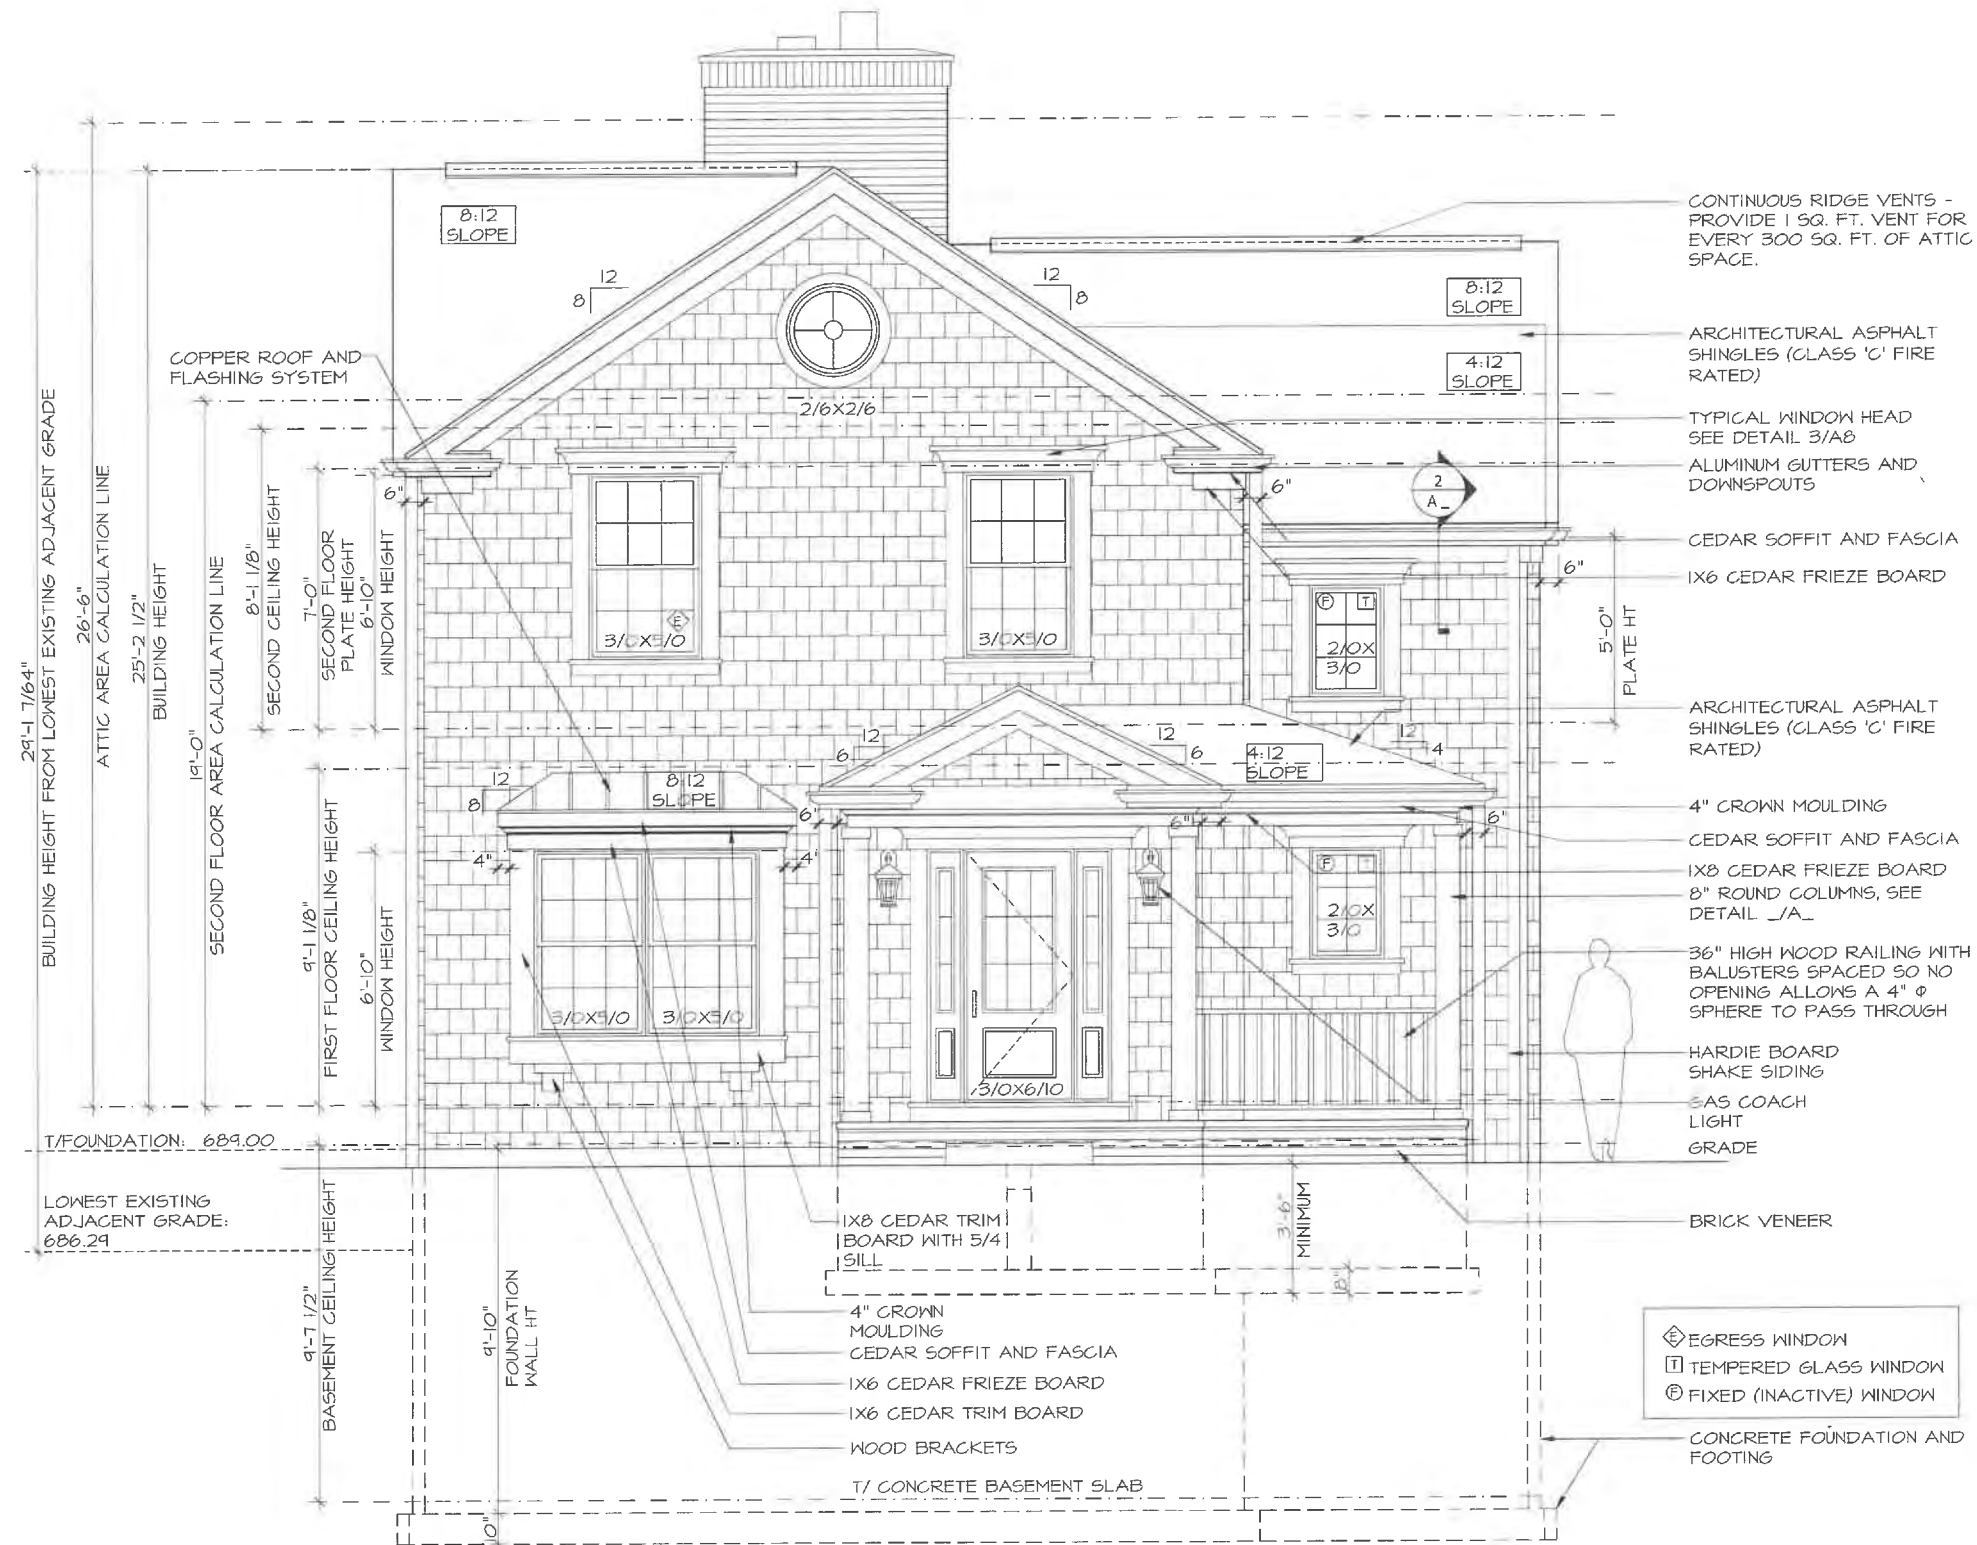 8:12
SLOPE
12
8
12
8
COPPER ROOF AND
FLASHING SYSTEM
2/6X2/6
8:12
SLOPE
4:12
SLOPE
CONTINUOUS RIDGE VENTS -
PROVIDE 1 SQ. FT. VENT FOR
EVERY 300 SQ. FT. OF ATTIC
SPACE.
ARCHITECTURAL ASPHALT
SHINGLES (CLASS 'C' FIRE
RATED)
TYPICAL WINDOW HEAD
SEE DETAIL 3/A8
ALUMINUM GUTTERS AND
DOWNSPOUTS
CEDAR SOFFIT AND FASCIA
1X6 CEDAR FRIEZE BOARD
ARCHITECTURAL ASPHALT
SHINGLES (CLASS 'C' FIRE
RATED)
4" CROWN MOULDING
CEDAR SOFFIT AND FASCIA
1X8 CEDAR FRIEZE BOARD
8" ROUND COLUMNS, SEE
DETAIL _/A_
36" HIGH WOOD RAILING WITH
BALUSTERS SPACED SO NO
OPENING ALLOWS A 4" Φ
SPHERE TO PASS THROUGH
HARDIE BOARD
SHAKE SIDING
GAS COACH
LIGHT
GRADE
BRICK VENEER
29'-1 7/64"
BUILDING HEIGHT FROM LOWEST EXISTING ADJACENT GRADE
26'-6"
ATTIC AREA CALCULATION LINE
25'-2 1/2"
BUILDING HEIGHT
19'-0"
SECOND FLOOR AREA CALCULATION LINE
8'-1 1/8"
SECOND CEILING HEIGHT
7'-0"
SECOND FLOOR
PLATE HEIGHT
6'-10"
WINDOW HEIGHT
9'-1 1/8"
FIRST FLOOR CEILING HEIGHT
6'-10"
WINDOW HEIGHT
6"
6"
2
A_
6"
5'-0"
PLATE HT
E
3/0X5/0
3/0X5/0
F
T
2/0X
3/0
12
8
8:12
SLOPE
12
6
12
6
4:12
SLOPE
12
4
6"
6"
6"
4"
4"
3/0X5/0
3/0X5/0
3/0X6/10
F
T
2/0X
3/0
T/FOUNDATION: 689.00
LOWEST EXISTING
ADJACENT GRADE:
686.29
9'-7 1/2"
BASEMENT CEILING HEIGHT
9'-10"
FOUNDATION
WALL HT
10"
3'-6"
MINIMUM
8"
1X8 CEDAR TRIM
BOARD WITH 5/4
SILL
4" CROWN
MOULDING
CEDAR SOFFIT AND FASCIA
1X6 CEDAR FRIEZE BOARD
1X6 CEDAR TRIM BOARD
WOOD BRACKETS
T/ CONCRETE BASEMENT SLAB
E EGRESS WINDOW
T TEMPERED GLASS WINDOW
F FIXED (INACTIVE) WINDOW
CONCRETE FOUNDATION AND
FOOTING